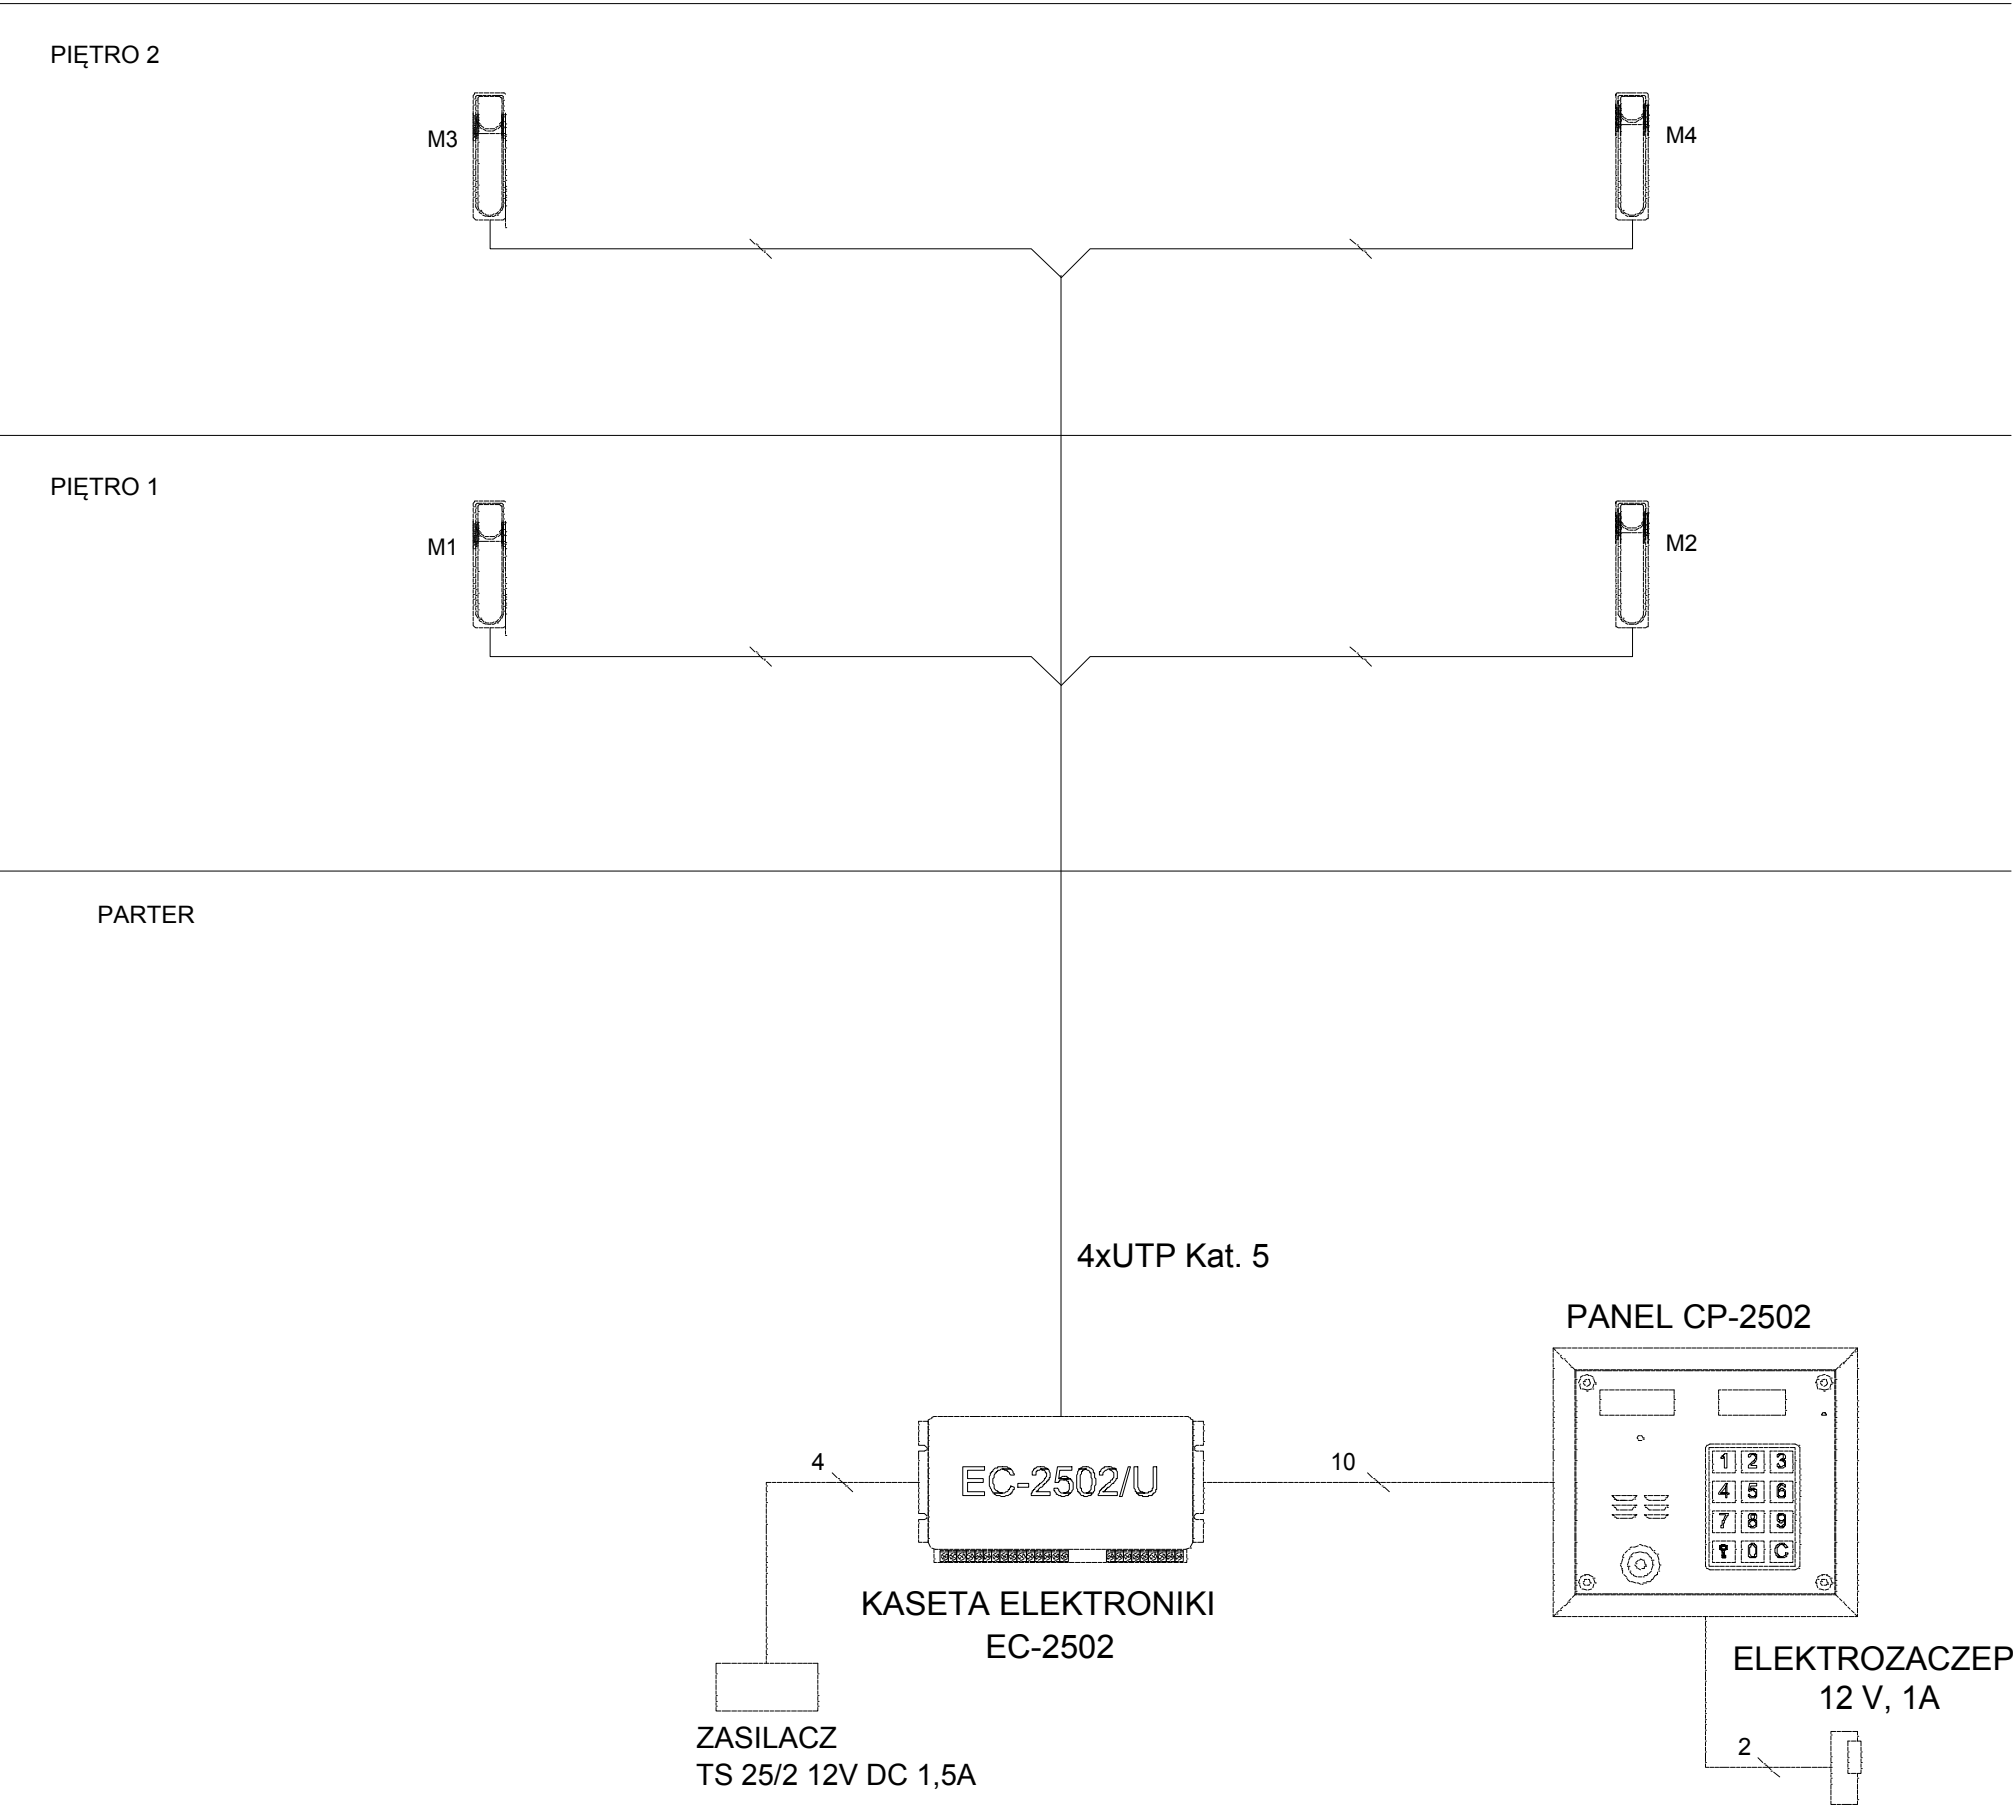 PIĘTRO 2
M3
M4
PIĘTRO 1
M1
M2
PARTER
4xUTP Kat. 5
PANEL CP-2502
4
EC-2502/U
10
1 2 3
4 5 6
7 8 9
0 C
KASETA ELEKTRONIKI
EC-2502
ELEKTROZACZEP
12 V, 1A
ZASILACZ
TS 25/2 12V DC 1,5A
2